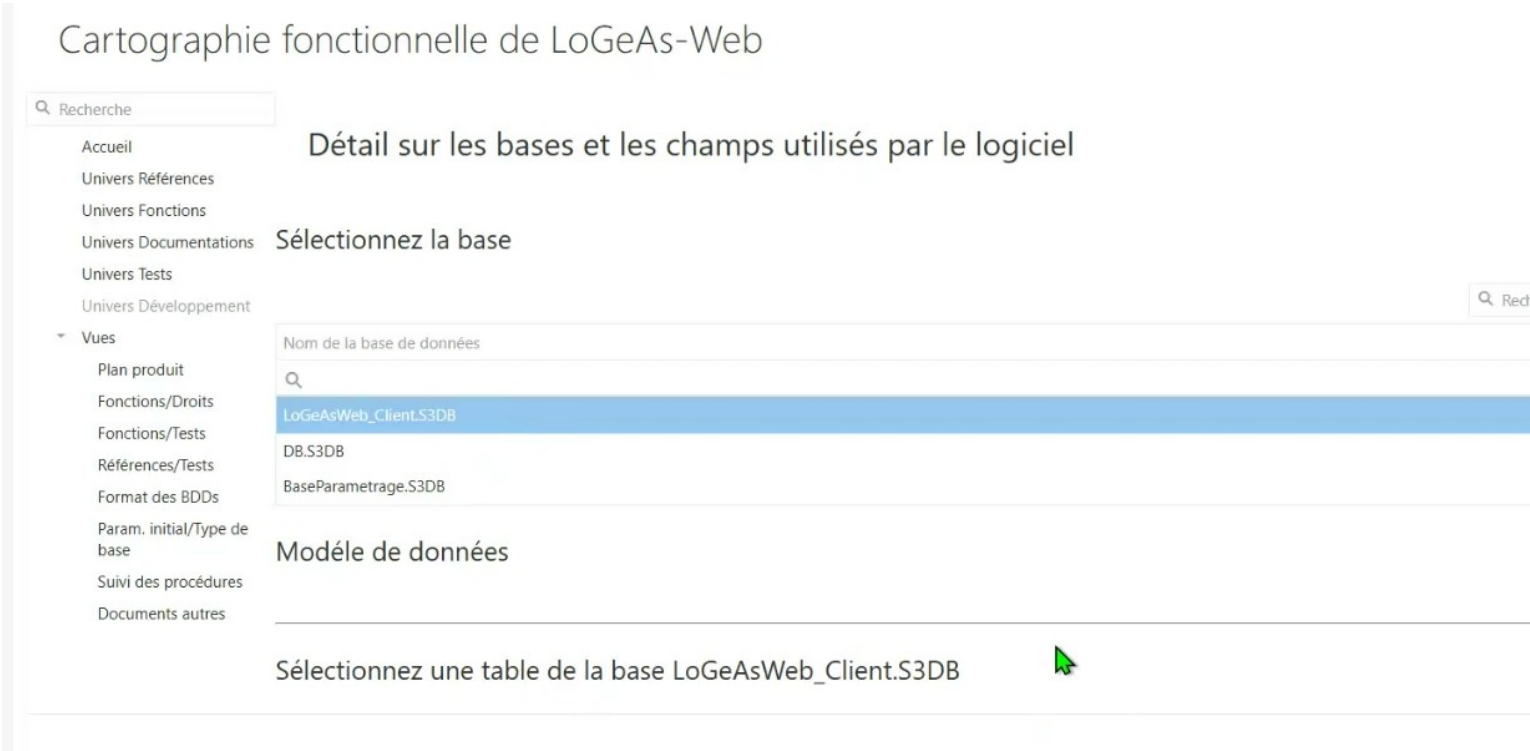 Cartographie fonctionnelle de LoGeAs-Web
Recherche
Accueil
Univers Références
Univers Fonctions
Univers Documentations
Univers Tests
Univers Développement
Vues
Plan produit
Fonctions/Droits
Fonctions/Tests
Références/Tests
Format des BDDs
Param. initial/Type de
base
Suivi des procédures
Documents autres
Détail sur les bases et les champs utilisés par le logiciel
Sélectionnez la base
Nom de la base de données
LoGeAsWeb_Client.S3DB
DB.S3DB
BaseParametrage.S3DB
Modéle de données
Sélectionnez une table de la base LoGeAsWeb_Client.S3DB